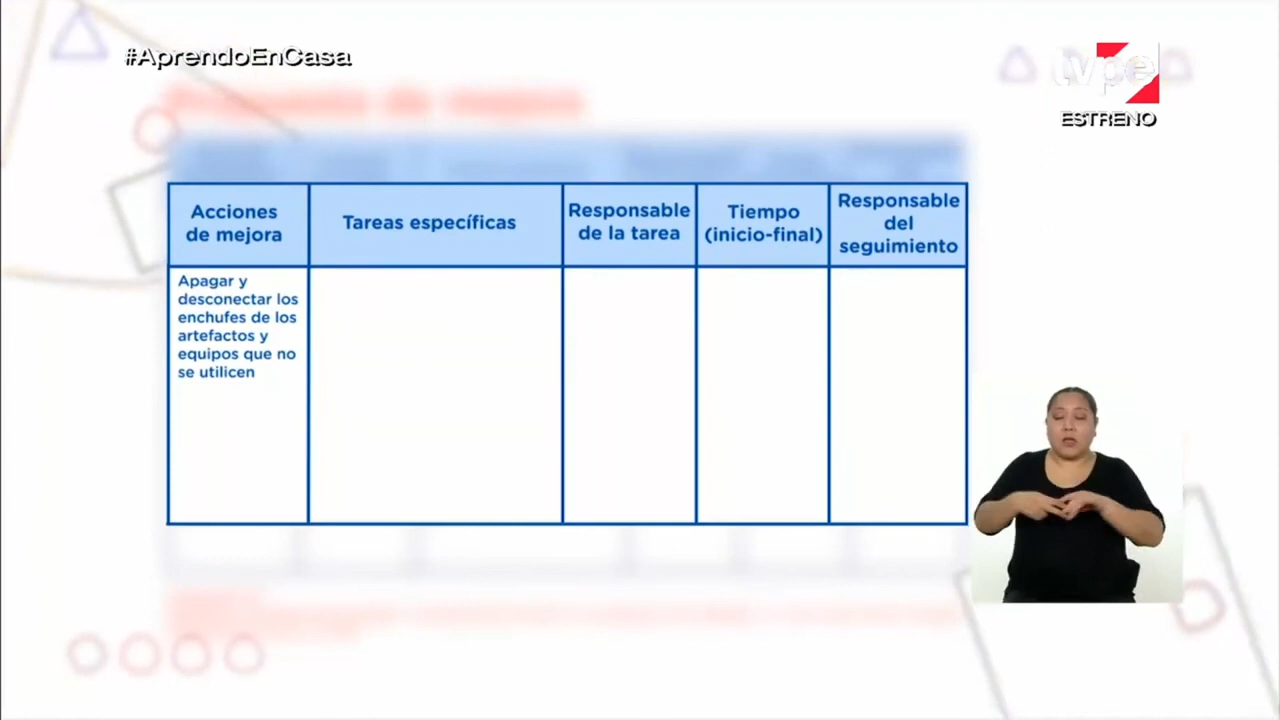 #AprendoEnCasa
tvpe
ESTRENO
Acciones
de mejora
Tareas específicas
Responsable
de la tarea
Tiempo
(inicio-final)
Responsable
del
seguimiento
Apagar y
desconectar los
enchufes de los
artefactos y
equipos que no
se utilicen